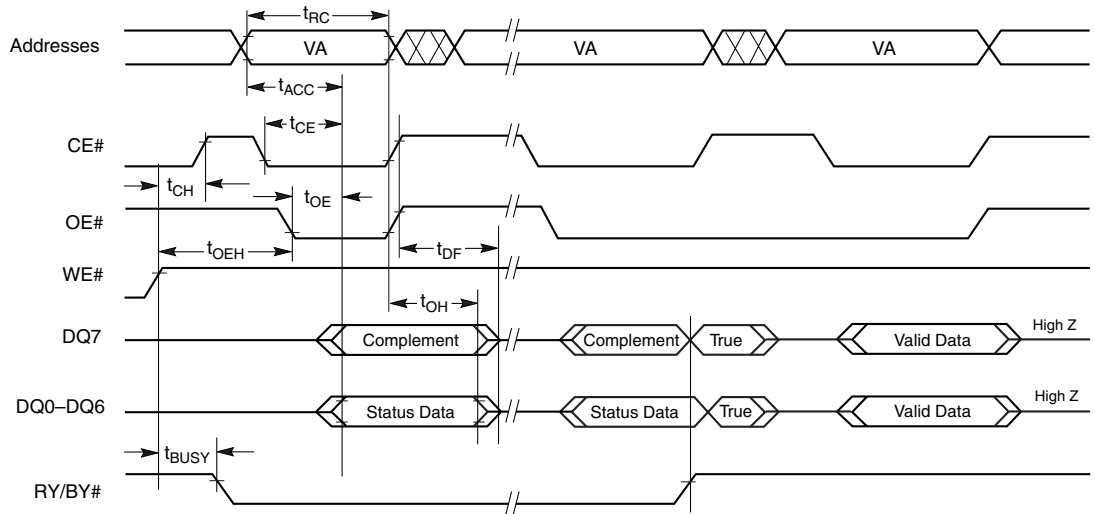 tRC
Addresses VA VA VA
tACC
tCE
CE#
tCH tOE
OE#
tOEH tDF
WE#
tOH
DQ7 Complement Complement True Valid Data High Z
DQ0–DQ6 Status Data Status Data True Valid Data High Z
tBUSY
RY/BY#